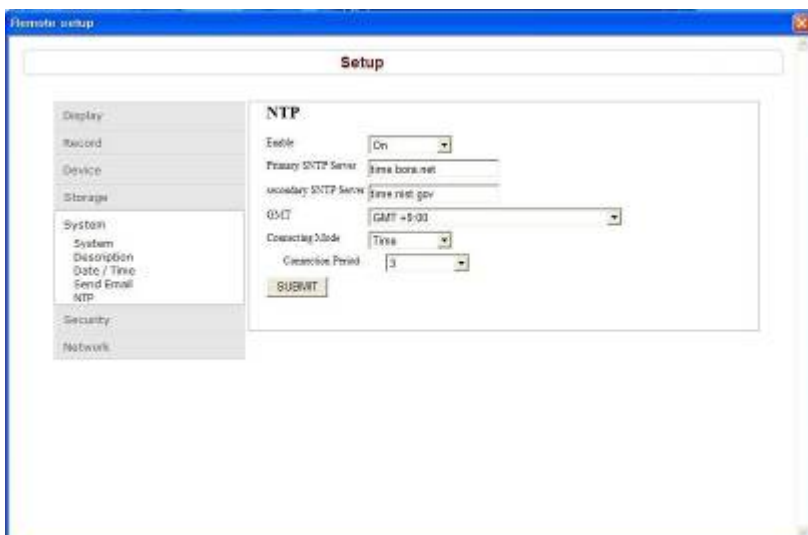 Remote setup
Setup
Display
Record
Device
Storage
System
System
Description
Date / Time
Send Email
NTP
Security
Network
NTP
Enable On
Primary SNTP Server time.bora.net
secondary SNTP Server time.nist.gov
GMT GMT +9:00
Connecting Mode Time
Connection Period 3
SUBMIT